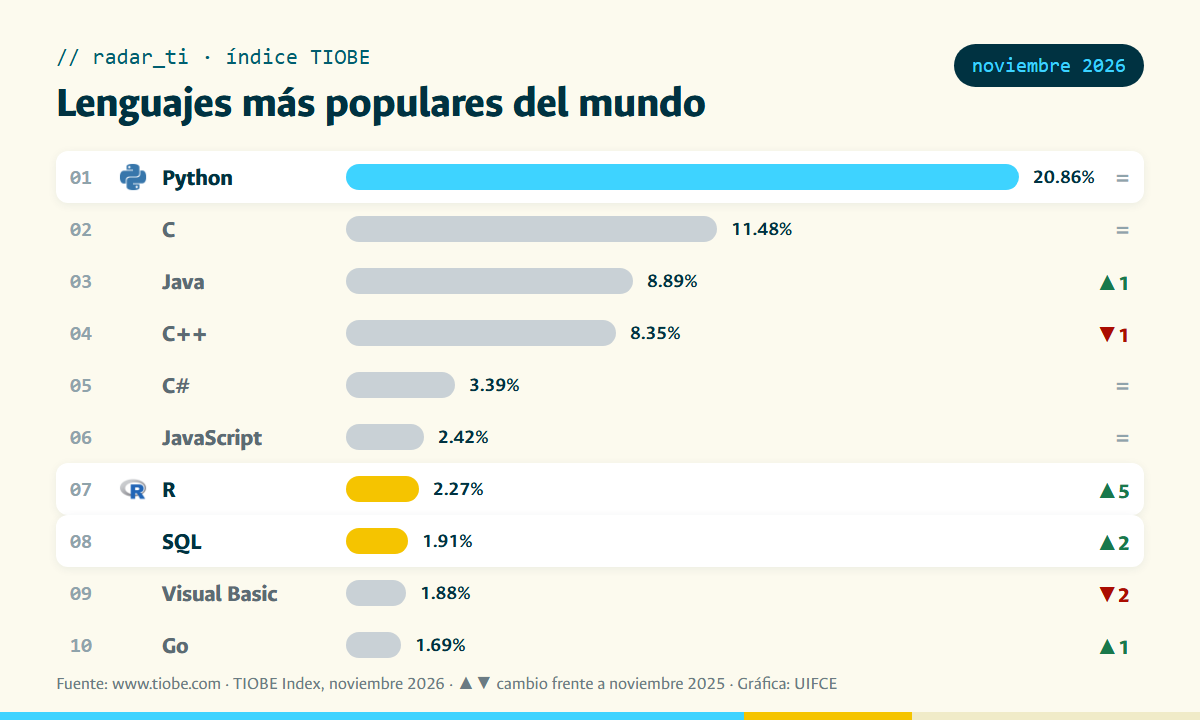 // radar_ti · índice TIOBE
noviembre 2026
Lenguajes más populares del mundo
01 Python 20.86% =
02 C 11.48% =
03 Java 8.89% ▲1
04 C++ 8.35% ▼1
05 C# 3.39% =
06 JavaScript 2.42% =
07 R R 2.27% ▲5
08 SQL 1.91% ▲2
09 Visual Basic 1.88% ▼2
10 Go 1.69% ▲1
Fuente: www.tiobe.com · TIOBE Index, noviembre 2026 · ▲▼ cambio frente a noviembre 2025 · Gráfica: UIFCE